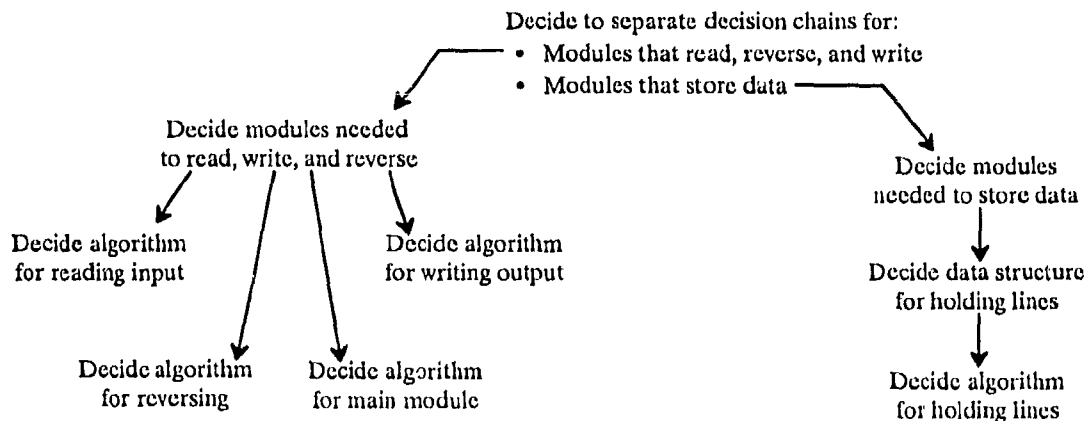 Decide to separate decision chains for:
• Modules that read, reverse, and write
• Modules that store data
Decide modules needed
to read, write, and reverse
Decide modules
needed to store data
Decide algorithm
for reading input
Decide algorithm
for writing output
Decide data structure
for holding lines
Decide algorithm
for reversing
Decide algorithm
for main module
Decide algorithm
for holding lines